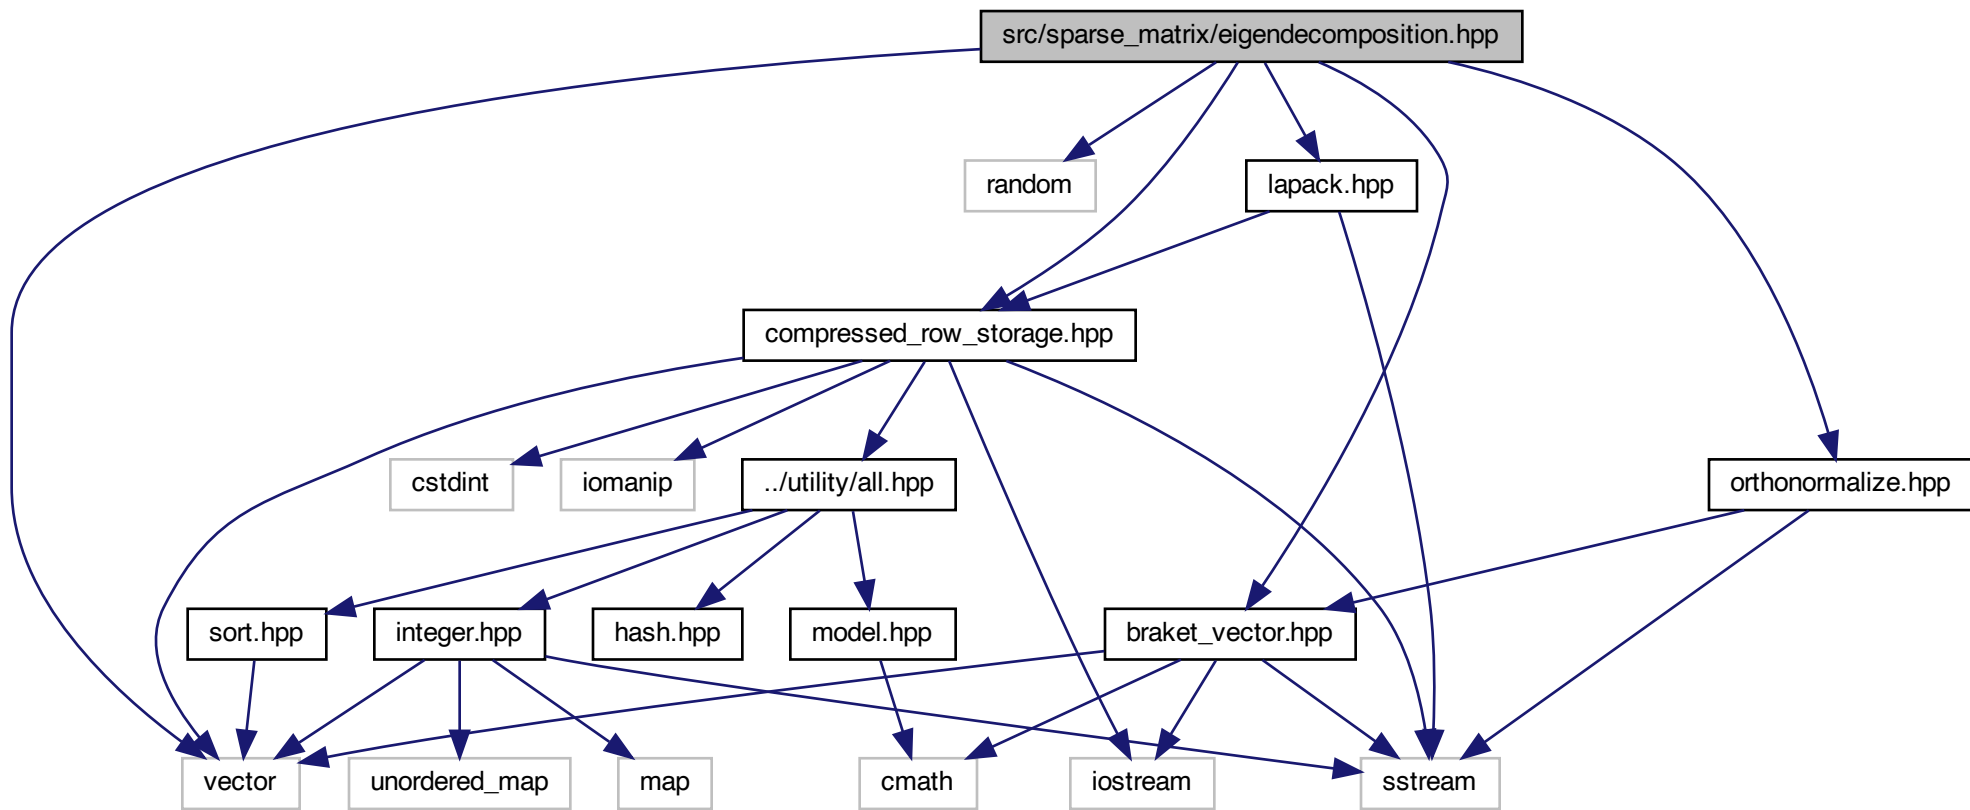 src/sparse_matrix/eigendecomposition.hpp
random
lapack.hpp
compressed_row_storage.hpp
cstdint
iomanip
../utility/all.hpp
orthonormalize.hpp
sort.hpp
integer.hpp
hash.hpp
model.hpp
braket_vector.hpp
vector
unordered_map
map
cmath
iostream
sstream